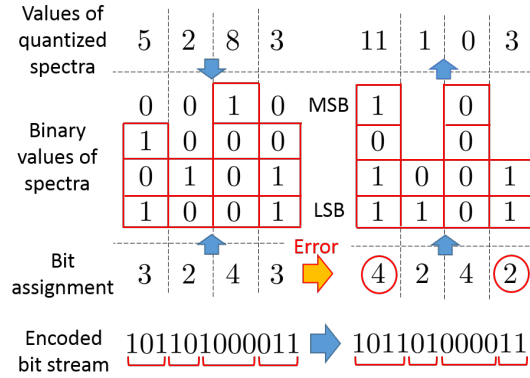 Values of
quantized
spectra
5 2 8 3 11 1 0 3
0 0 1 0 MSB 1 0
1 0 0 0 0 0
Binary
values of
spectra
0 1 0 1 1 0 0 1
1 0 0 1 LSB 1 1 0 1
Error
Bit
assignment
3 2 4 3 4 2 4 2
Encoded
bit stream
101101000011 101101000011